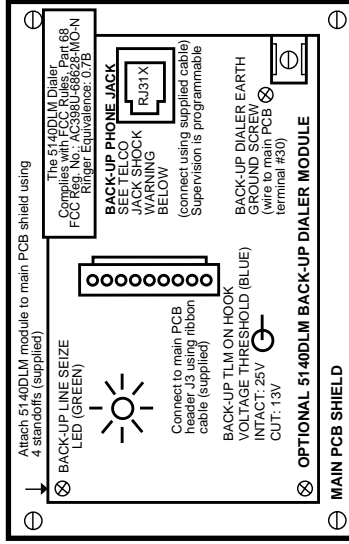 Attach 5140DLM module to main PCB shield using
4 standoffs (supplied)
The 5140DLM Dialer
Complies with FCC Rules, Part 68
FCC Reg. No.: AC398U-68628-MO-N
Ringer Equivalence: 0.7B
BACK-UP LINE SEIZE
LED (GREEN)
BACK-UP PHONE JACK
SEE TELCO
JACK SHOCK
WARNING
BELOW
RJ31X
(connect using supplied cable)
Supervision is programmable
Connect to main PCB
header J3 using ribbon
cable (supplied)
BACK-UP TLM ON HOOK
VOLTAGE THRESHOLD (BLUE)
INTACT: 25V
CUT: 13V
BACK-UP DIALER EARTH
GROUND SCREW
(wire to main PCB
terminal #30)
OPTIONAL 5140DLM BACK-UP DIALER MODULE
MAIN PCB SHIELD